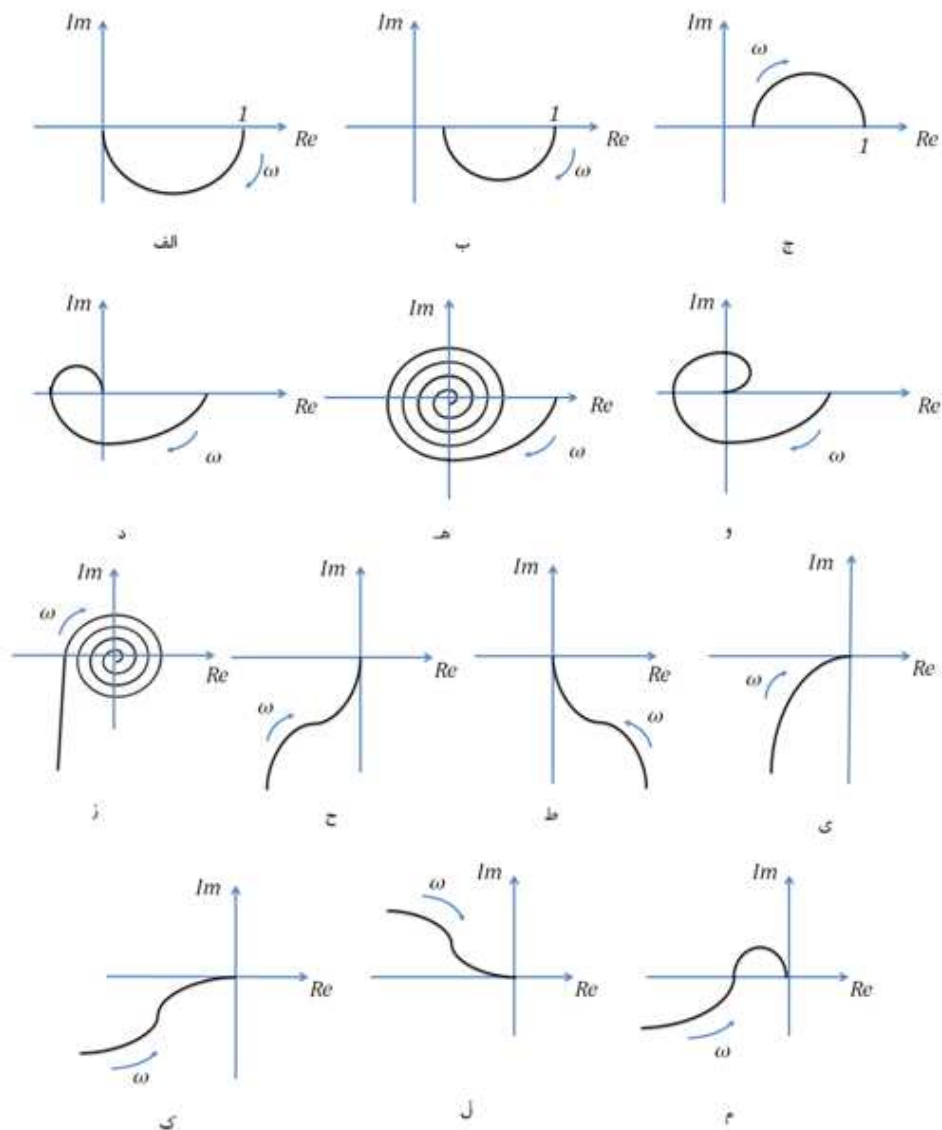 Im Im Im
ω
1 1
Re Re 1 Re
ω ω
الف ب ج
Im Im Im
Re Re Re
ω ω ω
د هـ و
Im Im Im Im
ω
Re Re Re Re
ω ω ω
ز ح ط ی
Im Im Im
ω
Re Re Re
ω ω
ک ل م